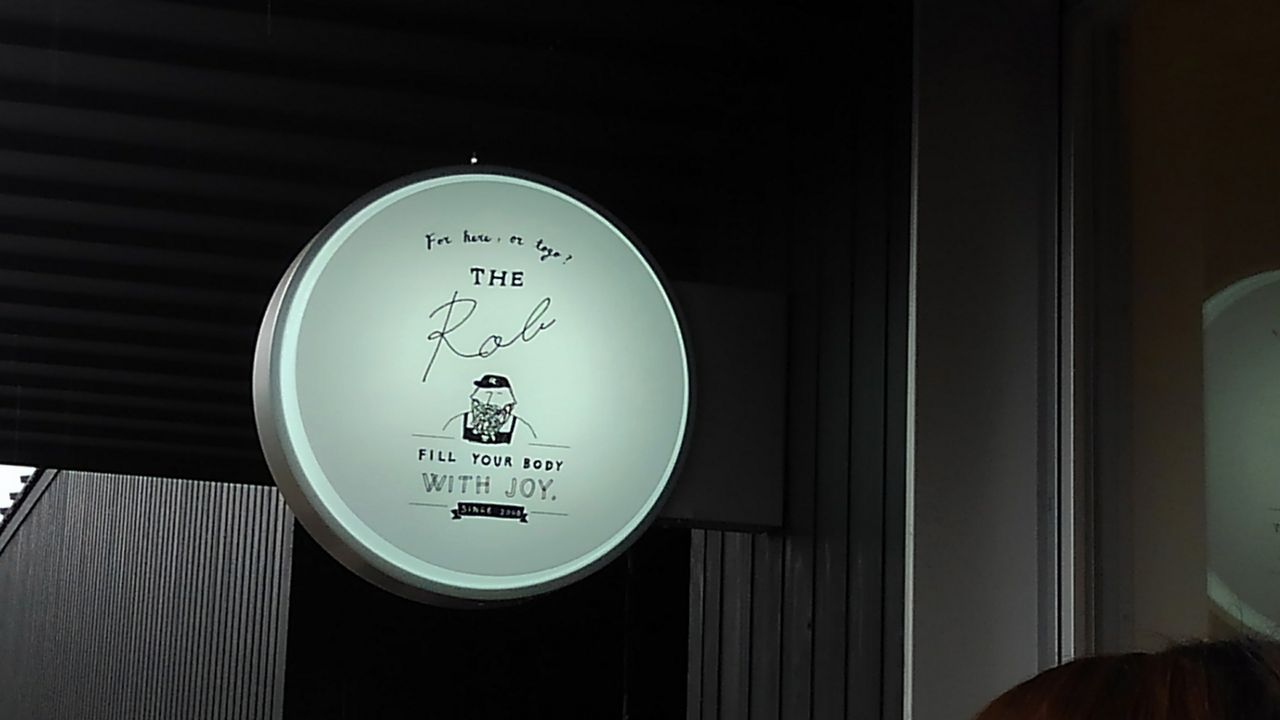 For here, or togo?
THE
Rob
FILL YOUR BODY
WITH JOY.
SINCE